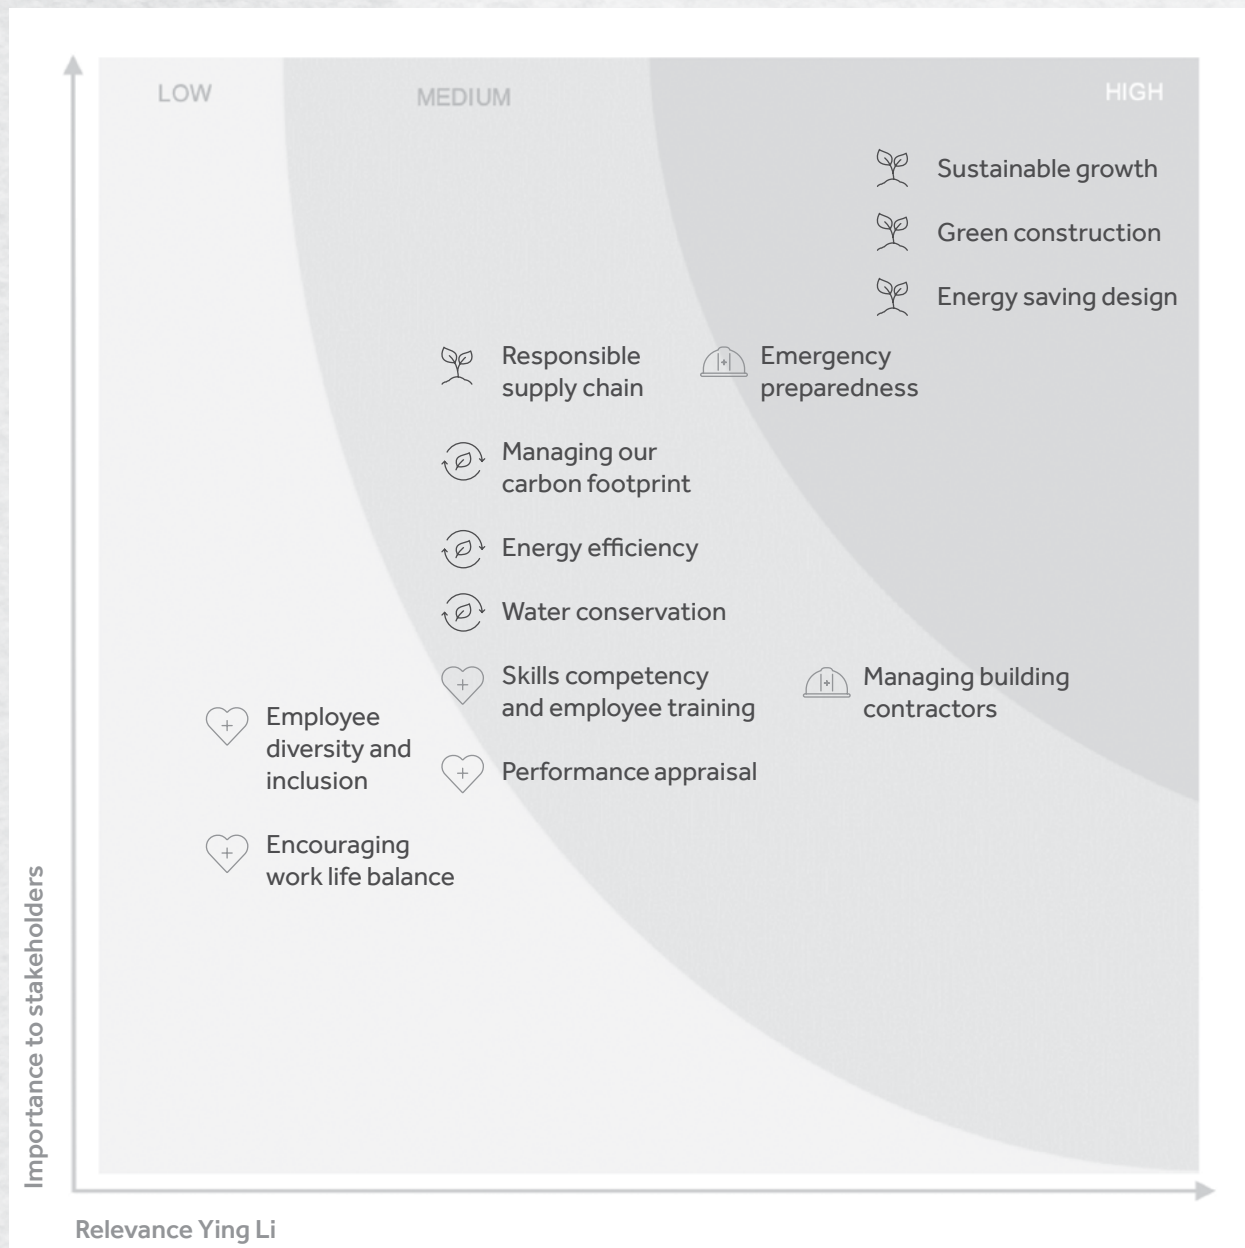 LOW
MEDIUM
HIGH
Sustainable growth
Green construction
Energy saving design
Responsible
supply chain
Emergency
preparedness
Managing our
carbon footprint
Energy efficiency
Water conservation
Skills competency
and employee training
Managing building
contractors
Employee
diversity and
inclusion
Performance appraisal
Encouraging
work life balance
Importance to stakeholders
Relevance Ying Li